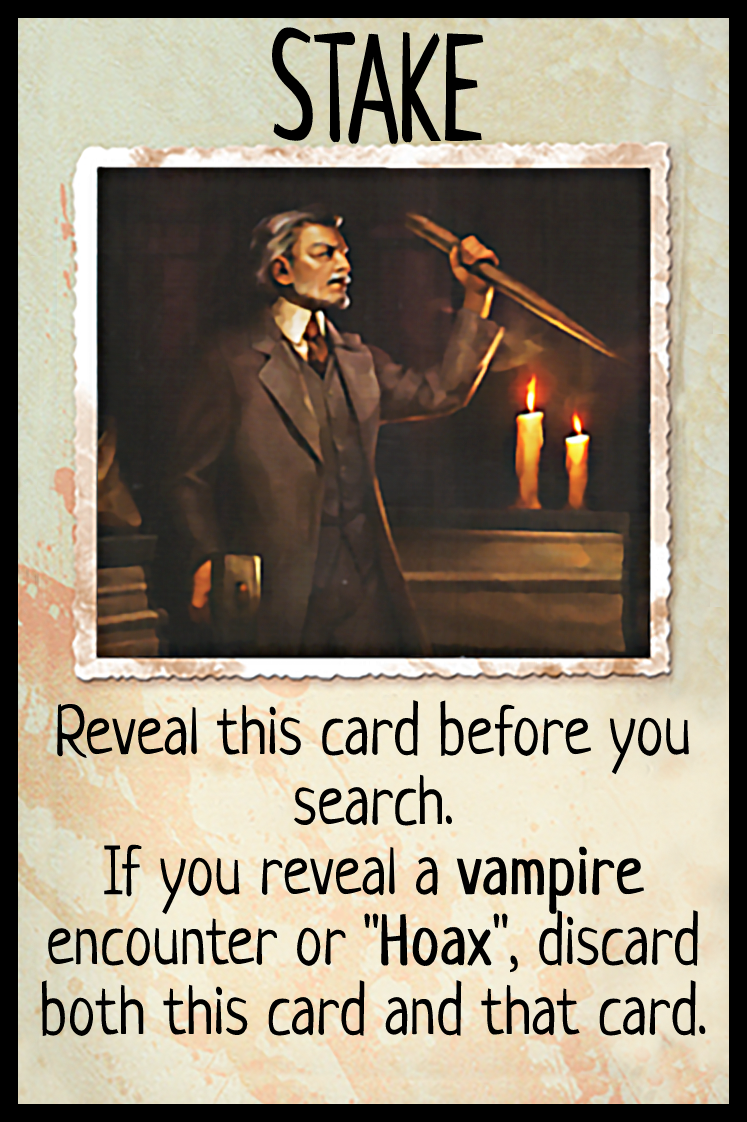 STAKE
Reveal this card before you
search.
If you reveal a vampire
encounter or "Hoax", discard
both this card and that card.